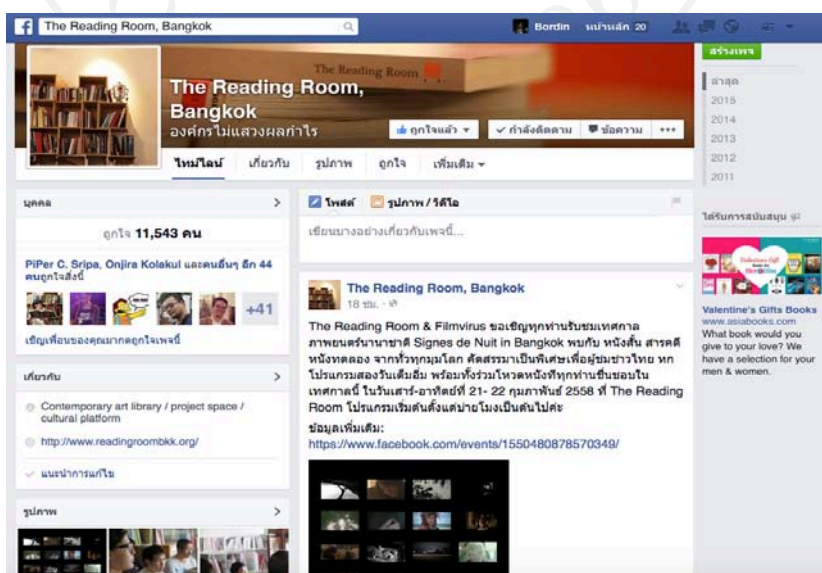 The Reading Room, Bangkok
Bordin
หน้าหลัก 20
The Reading Room
The Reading Room,
Bangkok
องค์กรไม่แสวงผลกำไร
ถูกใจแล้ว
กำลังติดตาม
ข้อความ
ไทม์ไลน์
เกี่ยวกับ
รูปภาพ
ถูกใจ
เพิ่มเติม
สร้างเพจ
ล่าสุด
2015
2014
2013
2012
2011
บุคคล
ถูกใจ 11,543 คน
PiPer C. Sripa, Onjira Kolakul และคนอื่นๆ อีก 44
คนถูกใจสิ่งนี้
+41
เชิญเพื่อนของคุณมากดถูกใจเพจนี้
เกี่ยวกับ
Contemporary art library / project space /
cultural platform
http://www.readingroombkk.org/
แนะนำการแก้ไข
รูปภาพ
โพสต์
รูปภาพ / วิดีโอ
เขียนบางอย่างเกี่ยวกับเพจนี้...
The Reading Room, Bangkok
18 ชม. ·
The Reading Room & Filmvirus ขอเชิญทุกท่านรับชมเทศกาล
ภาพยนตร์นานาชาติ Signes de Nuit in Bangkok พบกับ หนังสั้น สารคดี
หนังทดลอง จากทั่วทุกมุมโลก คัดสรรมาเป็นพิเศษเพื่อผู้ชมชาวไทย หก
โปรแกรมสองวันเต็มอิ่ม พร้อมทั้งร่วมโหวตหนังที่ทุกท่านชื่นชอบใน
เทศกาลนี้ ในวันเสาร์-อาทิตย์ที่ 21- 22 กุมภาพันธ์ 2558 ที่ The Reading
Room โปรแกรมเริ่มต้นตั้งแต่บ่ายโมงเป็นต้นไปค่ะ
ข้อมูลเพิ่มเติม:
https://www.facebook.com/events/1550480878570349/
ได้รับการสนับสนุน
Valentine's Gifts Books
www.asiabooks.com
What book would you
give to your love? We
have a selection for your
men & women.